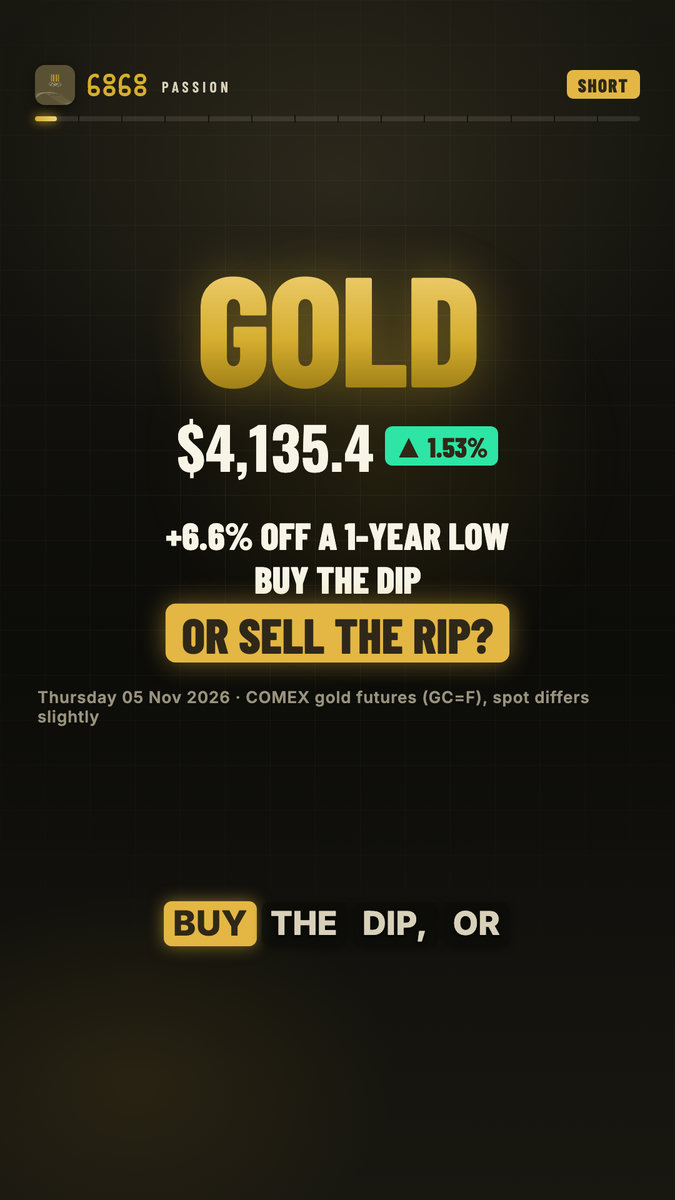 6868 PASSION
SHORT
GOLD
$4,135.4 ▲ 1.53%
+6.6% OFF A 1-YEAR LOW
BUY THE DIP
OR SELL THE RIP?
Thursday 05 Nov 2026 · COMEX gold futures (GC=F), spot differs
slightly
BUY THE DIP, OR